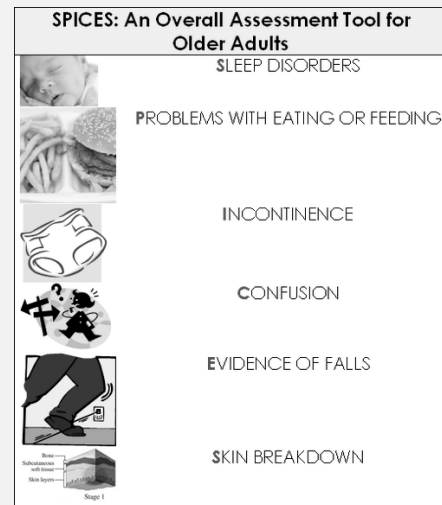 SPICES: An Overall Assessment Tool for
Older Adults
SLEEP DISORDERS
PROBLEMS WITH EATING OR FEEDING
INCONTINENCE
?
CONFUSION
EVIDENCE OF FALLS
SKIN BREAKDOWN
Bone
Subcutaneous
soft tissue
Skin layers
Stage 1